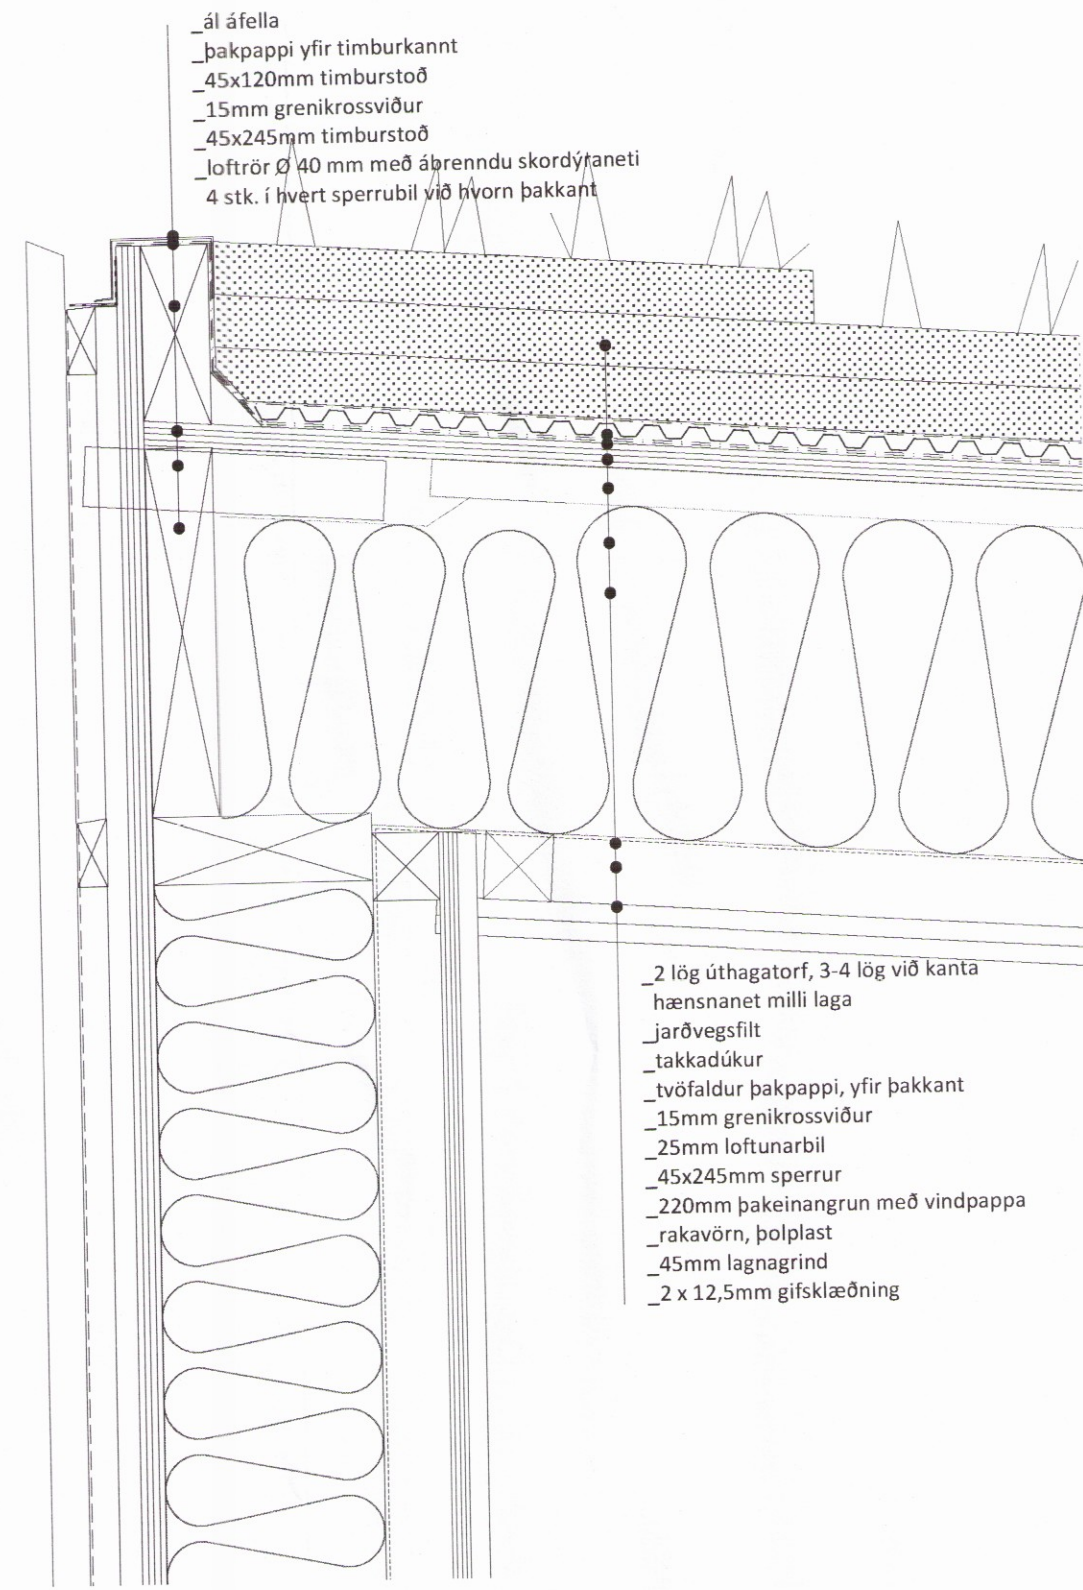 _ál áfella
_þakpappi yfir timburkannt
_45x120mm timburstoð
_15mm grenikrossviður
_45x245mm timburstoð
_loftrör Ø 40 mm með ábrenndu skordýraneti
4 stk. í hvert sperrubil við hvorn þakkant
_2 lög úthagatorf, 3-4 lög við kanta
hænsnanet milli laga
_jarðvegsfilt
_takkadúkur
_tvöfaldur þakpappi, yfir þakkant
_15mm grenikrossviður
_25mm loftunarbil
_45x245mm sperrur
_220mm þakeinangrun með vindpappa
_rakavörn, þolplast
_45mm lagnagrind
_2 x 12,5mm gifsklæðning